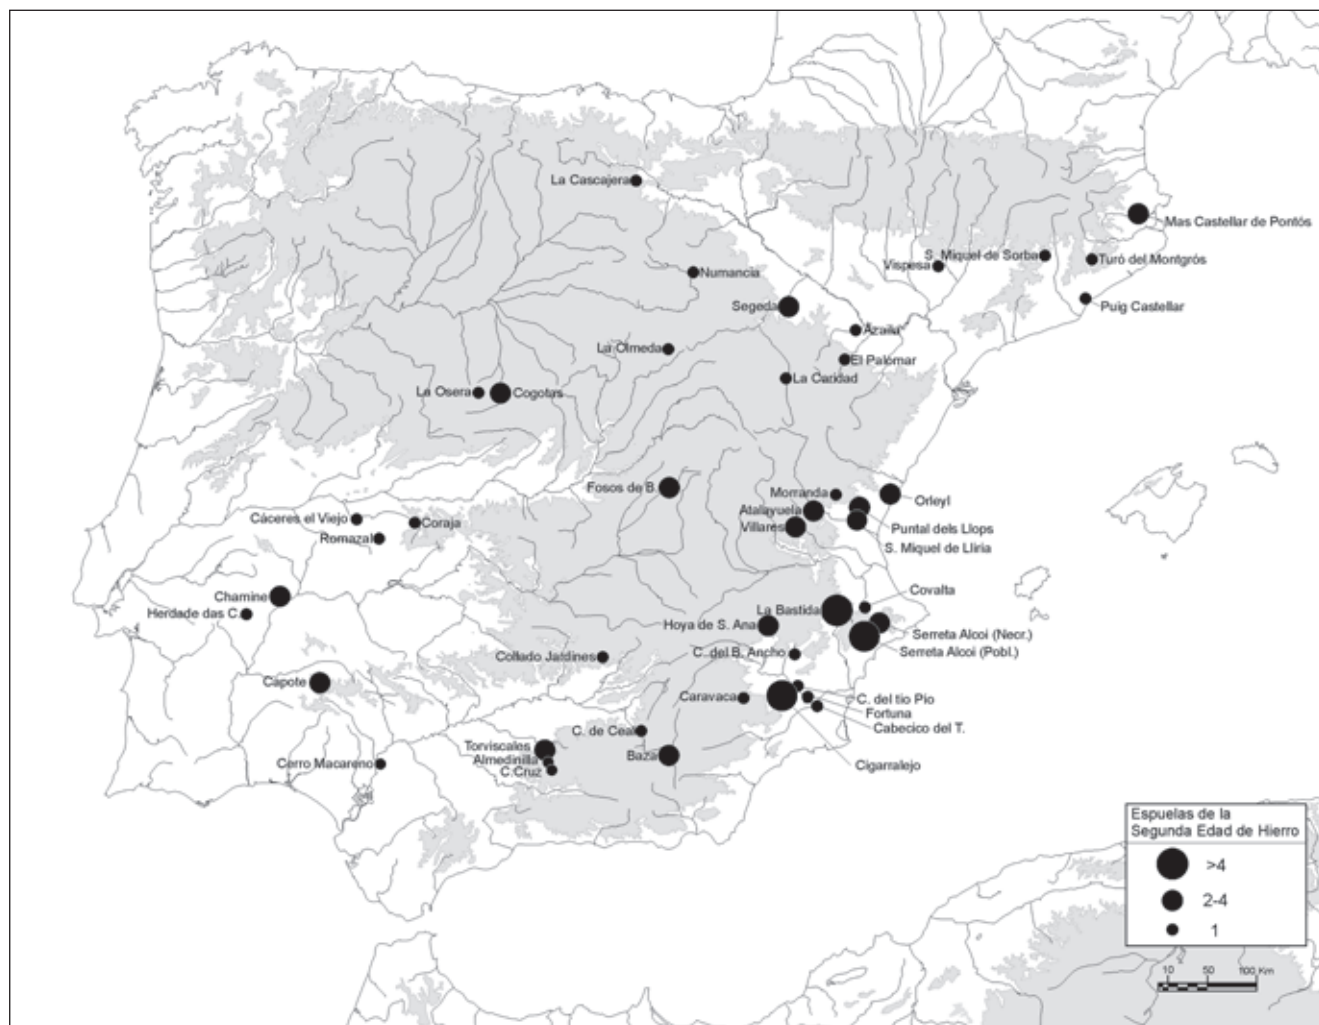 La Cascajera
Mas Castellar de Pontós
S. Miquel de Sorba
Turó del Montgrós
Vispesa
Numancia
Puig Castellar
Segeda
Azaila
La Olmeda
El Palomar
La Caridad
La Osera
Cogotas
Fosos de B.
Morranda
Orleyl
Atalayuela
Cáceres el Viejo
Coraja
Villares
Puntal dels Llops
Romazal
S. Miquel de Lliria
Covalta
Chamine
La Bastida
Herdade das C.
Hoya de S. Ana
Serreta Alcoi (Necr.)
C. del B. Ancho
Serreta Alcoi (Pobl.)
Collado Jardines
Capote
Caravaca
C. del tio Pío
Fortuna
Cabecico del T.
C. de Ceal
Torviscales
Baza
Almedinilla
Cerro Macareno
C.Cruz
Cigarralejo
Espuelas de la
Segunda Edad de Hierro
>4
2-4
1
10 50 100 Km